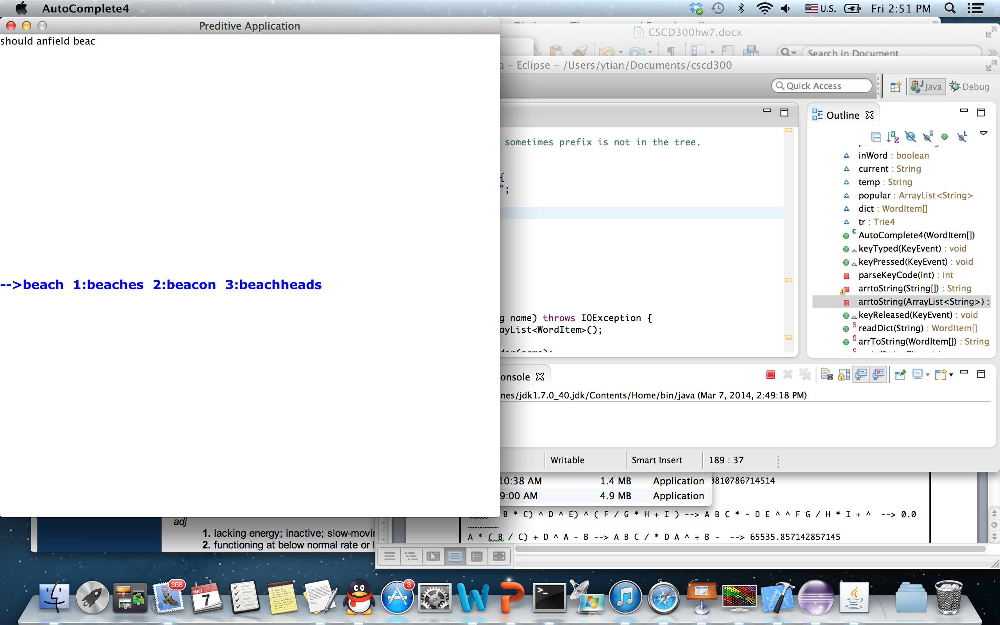 AutoComplete4
U.S.
Fri 2:51 PM
Preditive Application
should anfield beac
-->beach 1:beaches 2:beacon 3:beachheads
CSCD300hw7.docx
Search in Document
a – Eclipse – /Users/ytian/Documents/cscd300
Quick Access
Java
Debug
sometimes prefix is not in the tree.
{
";
g name) throws IOException {
ayList<WordItem>();
der(name);
Outline
inWord : boolean
current : String
temp : String
popular : ArrayList<String>
dict : WordItem[]
tr : Trie4
AutoComplete4(WordItem[])
keyTyped(KeyEvent) : void
keyPressed(KeyEvent) : void
parseKeyCode(int) : int
arrtoString(String[]) : String
arrtoString(ArrayList<String>) :
keyReleased(KeyEvent) : void
readDict(String) : WordItem[]
arrToString(WordItem[]) : String
onsole
nes/jdk1.7.0_40.jdk/Contents/Home/bin/java (Mar 7, 2014, 2:49:18 PM)
Writable
Smart Insert
189 : 37
10:38 AM 1.4 MB Application
9:00 AM 4.9 MB Application
0810786714514
B * C) ^ D ^ E) ^ ( F / G * H + I ) --> A B C * - D E ^ ^ F G / H * I + ^ --> 0.0
..................
A * ( B / C) + D ^ A - B --> A B C / * D A ^ + B - --> 65535.857142857145
adj
1. lacking energy; inactive; slow-movin
2. functioning at below normal rate or l
368
MAR
7
3